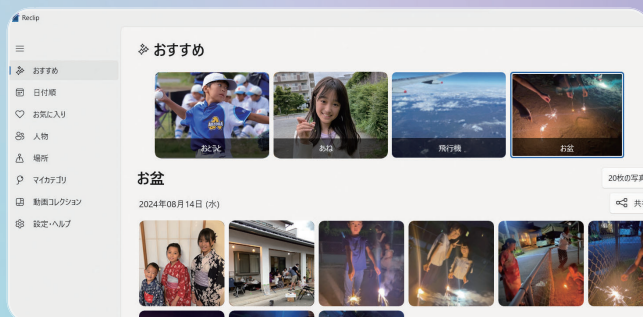 Reclip
おすすめ
日付順
お気に入り
人物
場所
マイカテゴリ
動画コレクション
設定・ヘルプ
おすすめ
おとうと
あね
飛行機
お盆
お盆
20枚の写真
2024年08月14日 (水)